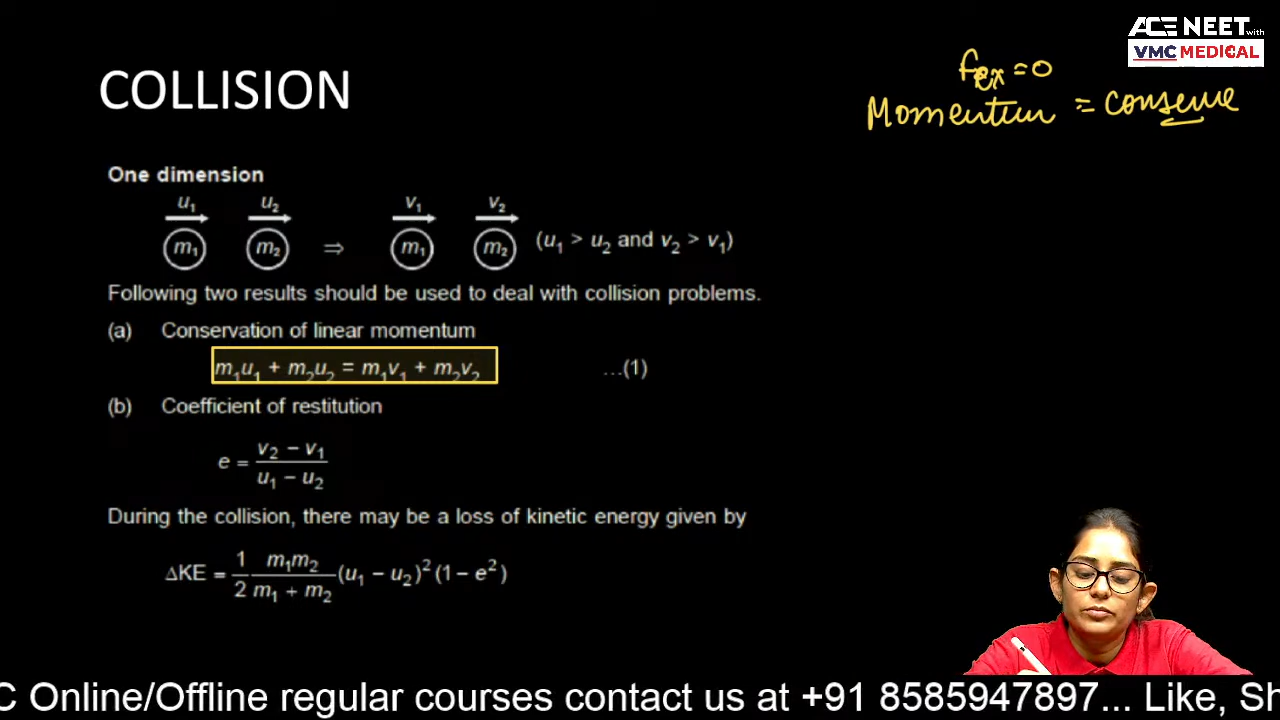 ACE NEET with
VMC MEDICAL
COLLISION
fex = 0
Momentum = conserve
One dimension
u₁ u₂ v₁ v₂
m₁ m₂ ⇒ m₁ m₂ (u₁ > u₂ and v₂ > v₁)
Following two results should be used to deal with collision problems.
(a) Conservation of linear momentum
m₁u₁ + m₂u₂ = m₁v₁ + m₂v₂ ...(1)
(b) Coefficient of restitution
e = (v₂ − v₁)/(u₁ − u₂)
During the collision, there may be a loss of kinetic energy given by
ΔKE = 1/2 m₁m₂/(m₁ + m₂) (u₁ − u₂)² (1 − e²)
C Online/Offline regular courses contact us at +91 8585947897... Like, Sh